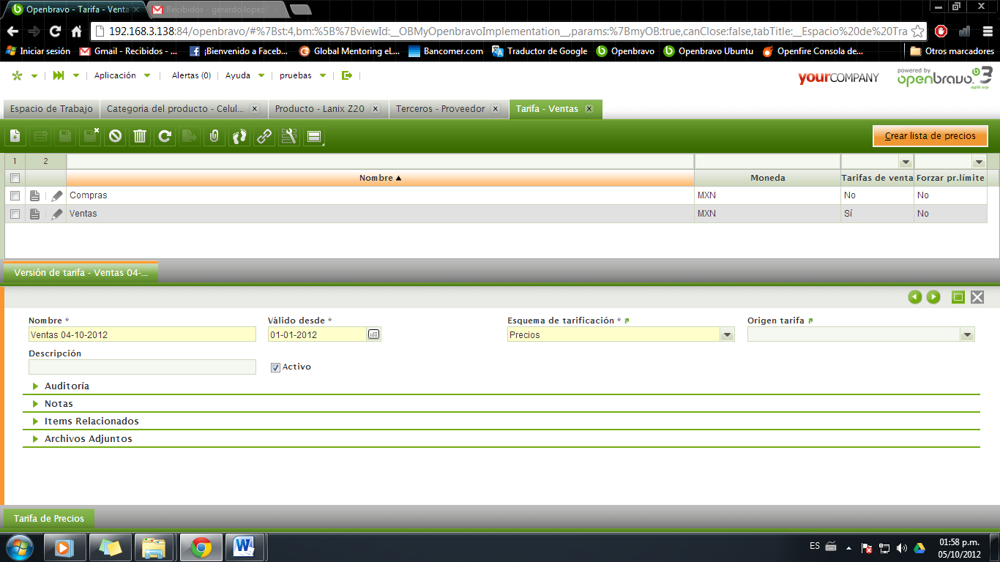 Openbravo - Tarifa - Venta
Recibidos - gerardo.lopez
192.168.3.138:84/openbravo/#%7Bst:4,bm:%5B%7BviewId:__OBMyOpenbravoImplementation__,params:%7BmyOB:true,canClose:false,tabTitle:__Espacio%20de%20Tra
Iniciar sesión
Gmail - Recibidos - ...
¡Bienvenido a Faceb...
Global Mentoring eL...
Bancomer.com
Traductor de Google
Openbravo
Openbravo Ubuntu
Openfire Consola de...
Otros marcadores
Aplicación
Alertas (0)
Ayuda
pruebas
yourCOMPANY
powered by
openbravo 3
agile erp
Espacio de Trabajo
Categoria del producto - Celul...
Producto - Lanix Z20
Terceros - Proveedor
Tarifa - Ventas
Crear lista de precios
1 2
Nombre Moneda Tarifas de venta Forzar pr.límite
Compras MXN No No
Ventas MXN Sí No
Versión de tarifa - Ventas 04-...
Nombre * Válido desde * Esquema de tarificación * Origen tarifa
Ventas 04-10-2012 01-01-2012 Precios
Descripción
Activo
Auditoría
Notas
Items Relacionados
Archivos Adjuntos
Tarifa de Precios
ES
01:58 p.m.
05/10/2012